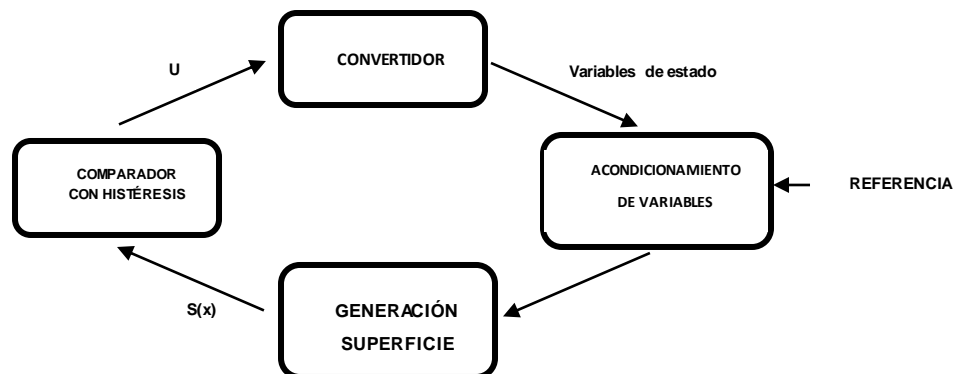 CONVERTIDOR
U
Variables de estado
COMPARADOR
CON HISTÉRESIS
ACONDICIONAMIENTO
DE VARIABLES
REFERENCIA
S(x)
GENERACIÓN
SUPERFICIE